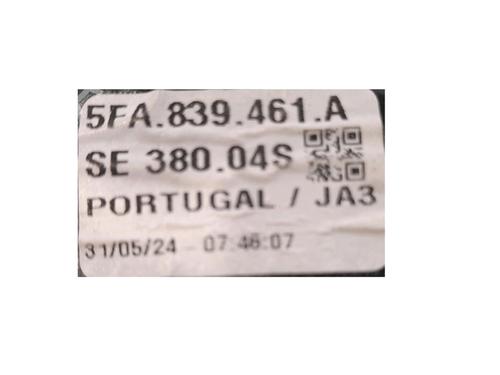 5FA.839.461.A
SE 380.04S
PORTUGAL / JA3
31/05/24 - 07:46:07